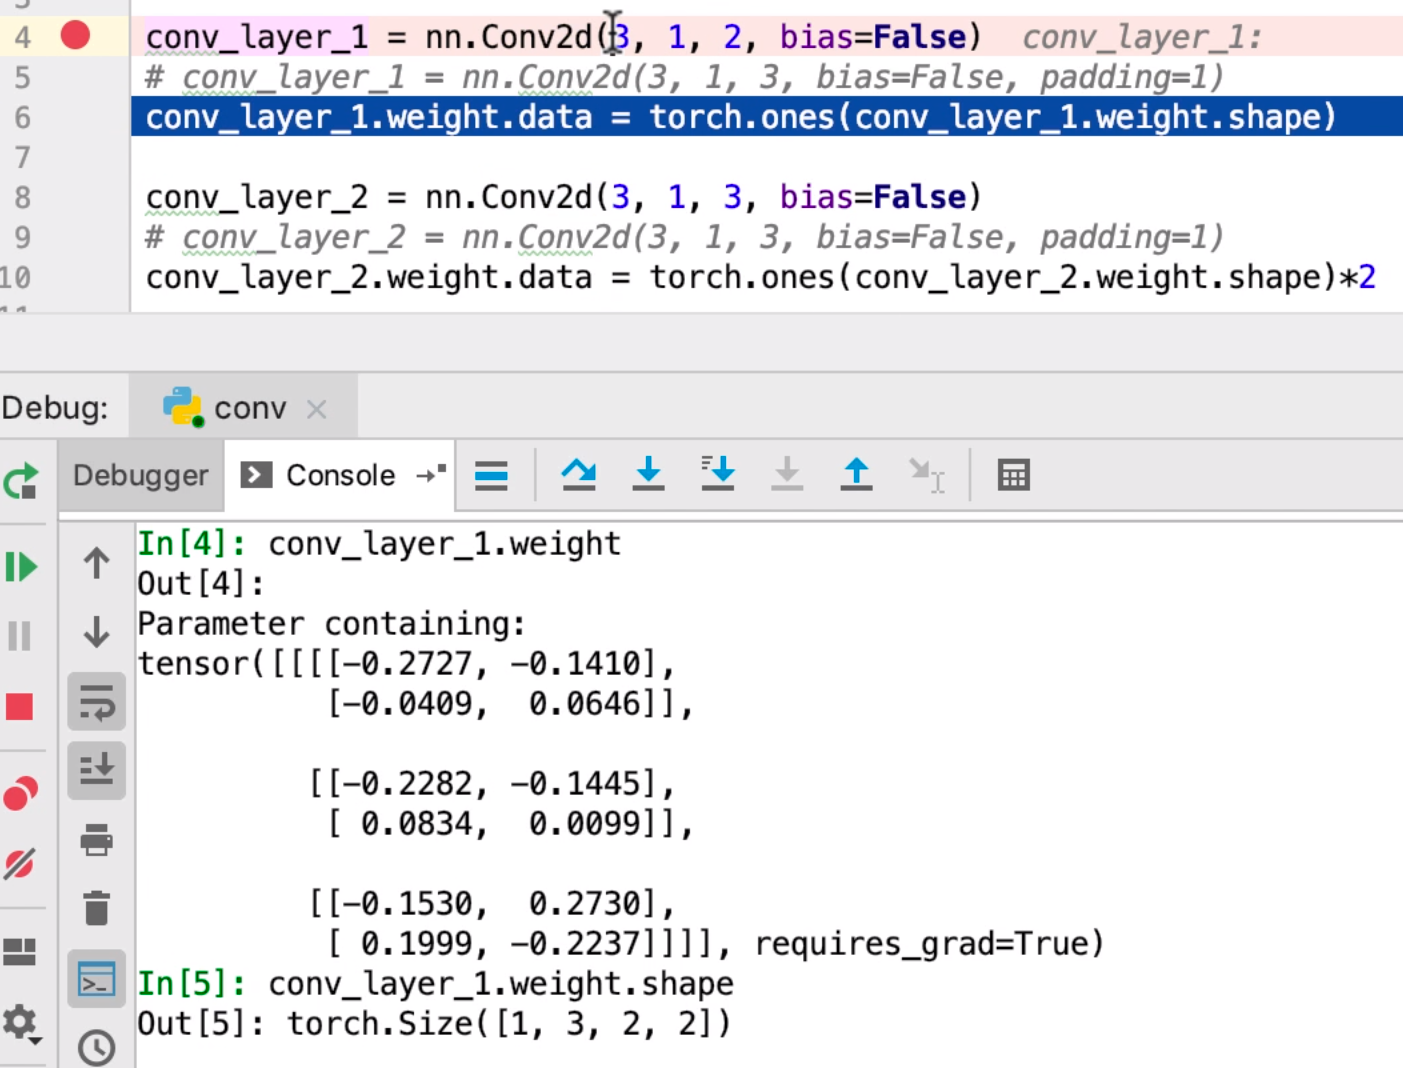 4 conv_layer_1 = nn.Conv2d(3, 1, 2, bias=False) conv_layer_1:
5 # conv_layer_1 = nn.Conv2d(3, 1, 3, bias=False, padding=1)
6 conv_layer_1.weight.data = torch.ones(conv_layer_1.weight.shape)
7
8 conv_layer_2 = nn.Conv2d(3, 1, 3, bias=False)
9 # conv_layer_2 = nn.Conv2d(3, 1, 3, bias=False, padding=1)
10 conv_layer_2.weight.data = torch.ones(conv_layer_2.weight.shape)*2
Debug: conv
Debugger Console
In[4]: conv_layer_1.weight
Out[4]:
Parameter containing:
tensor([[[[-0.2727, -0.1410],
[-0.0409, 0.0646]],
[[-0.2282, -0.1445],
[ 0.0834, 0.0099]],
[[-0.1530, 0.2730],
[ 0.1999, -0.2237]]]], requires_grad=True)
In[5]: conv_layer_1.weight.shape
Out[5]: torch.Size([1, 3, 2, 2])